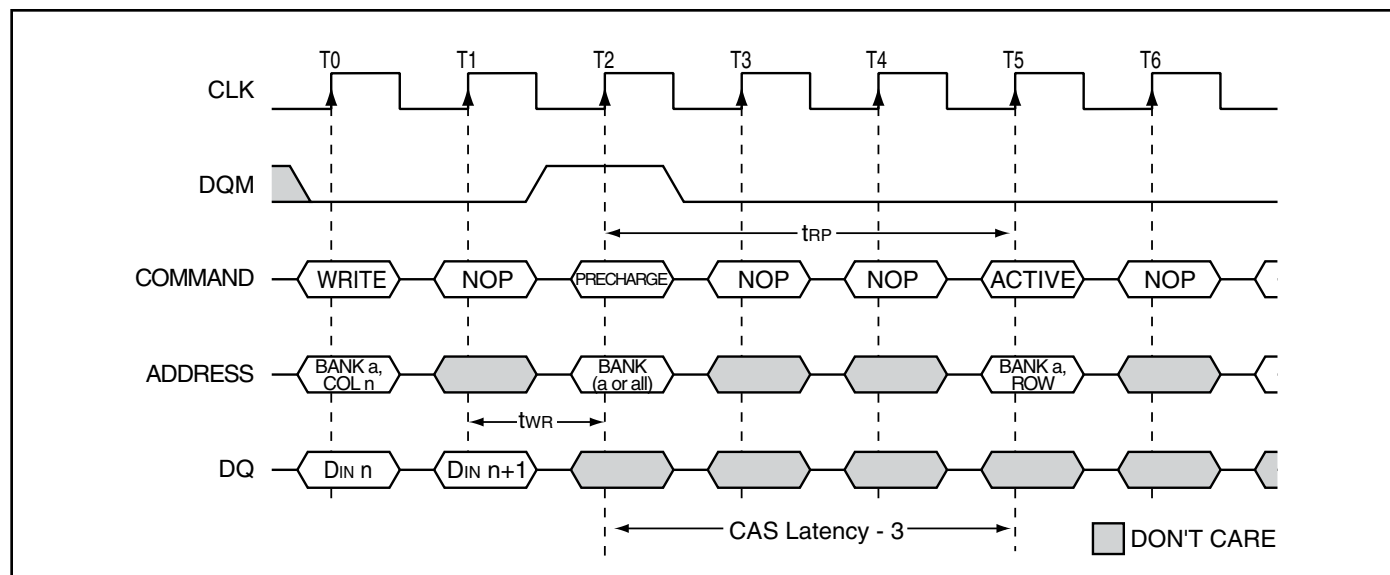 T0 T1 T2 T3 T4 T5 T6
CLK
DQM
tRP
COMMAND WRITE NOP PRECHARGE NOP NOP ACTIVE NOP
ADDRESS BANK a, COL n BANK (a or all) BANK a, ROW
tWR
DQ DIN n DIN n+1
CAS Latency - 3
DON'T CARE